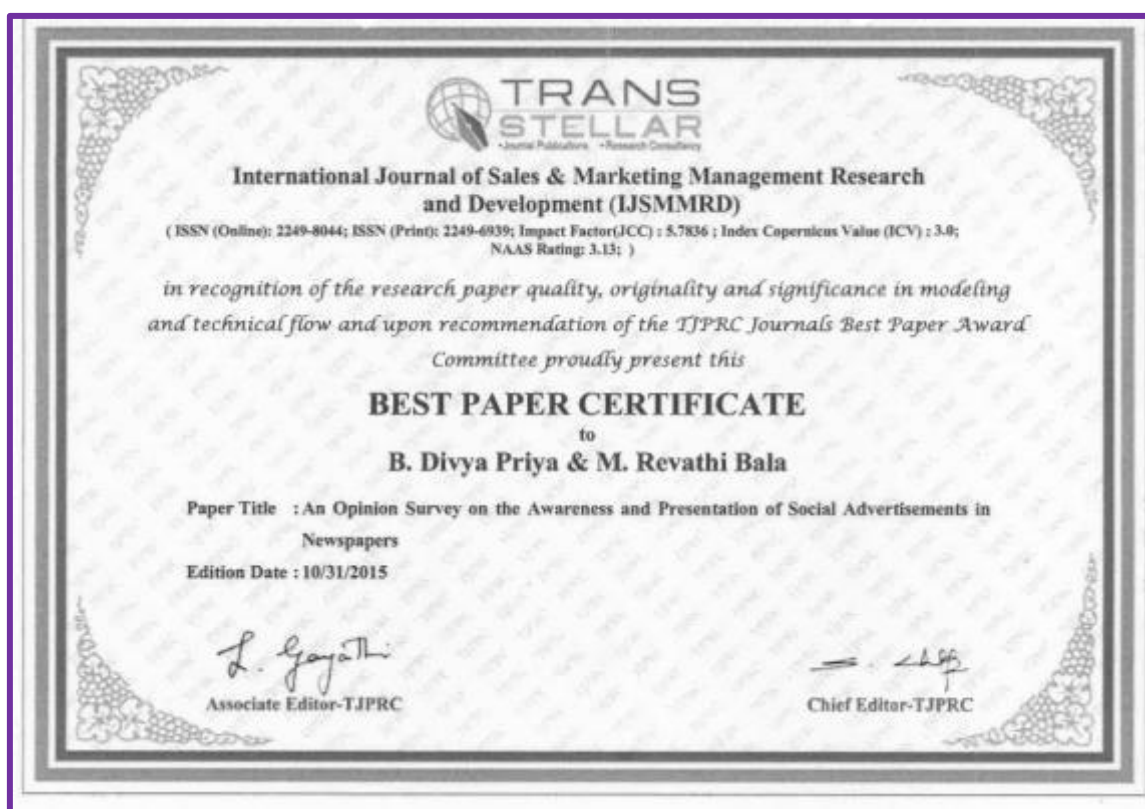 TRANS
STELLAR
•Journal Publications •Research Consultancy
International Journal of Sales & Marketing Management Research
and Development (IJSMMRD)
( ISSN (Online): 2249-8044; ISSN (Print): 2249-6939; Impact Factor(JCC) : 5.7836 ; Index Copernicus Value (ICV) : 3.0;
NAAS Rating: 3.13; )
in recognition of the research paper quality, originality and significance in modeling
and technical flow and upon recommendation of the TJPRC Journals Best Paper Award
Committee proudly present this
BEST PAPER CERTIFICATE
to
B. Divya Priya & M. Revathi Bala
Paper Title : An Opinion Survey on the Awareness and Presentation of Social Advertisements in
Newspapers
Edition Date : 10/31/2015
L. Gayathri
Associate Editor-TJPRC
Chief Editor-TJPRC